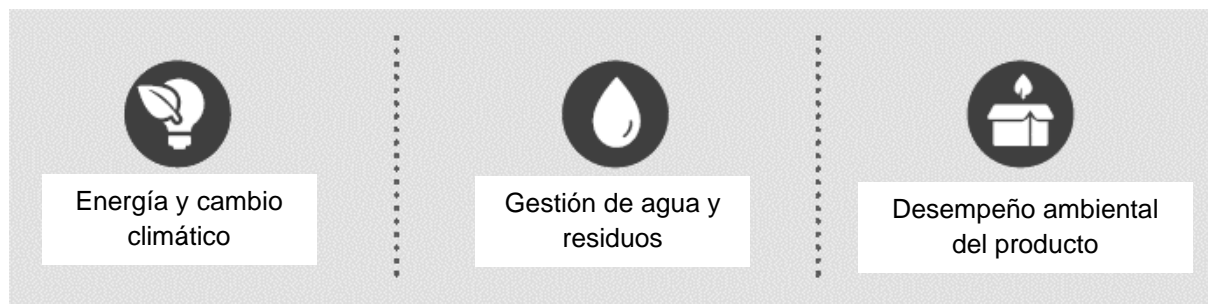 Energía y cambio
climático
Gestión de agua y
residuos
Desempeño ambiental
del producto